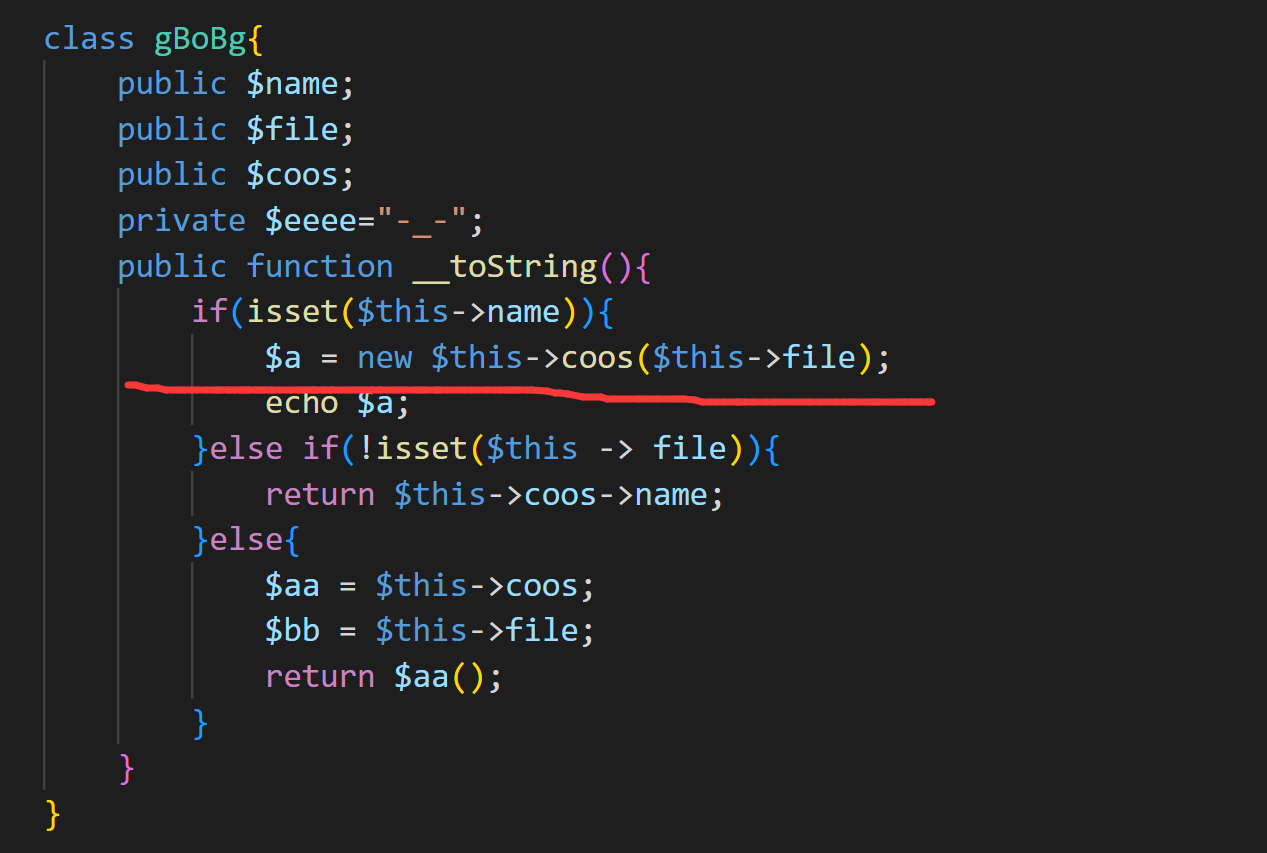 class gBoBg{
    public $name;
    public $file;
    public $coos;
    private $eeee="-_-";
    public function __toString(){
        if(isset($this->name)){
            $a = new $this->coos($this->file);
            echo $a;
        }else if(!isset($this -> file)){
            return $this->coos->name;
        }else{
            $aa = $this->coos;
            $bb = $this->file;
            return $aa();
        }
    }
}